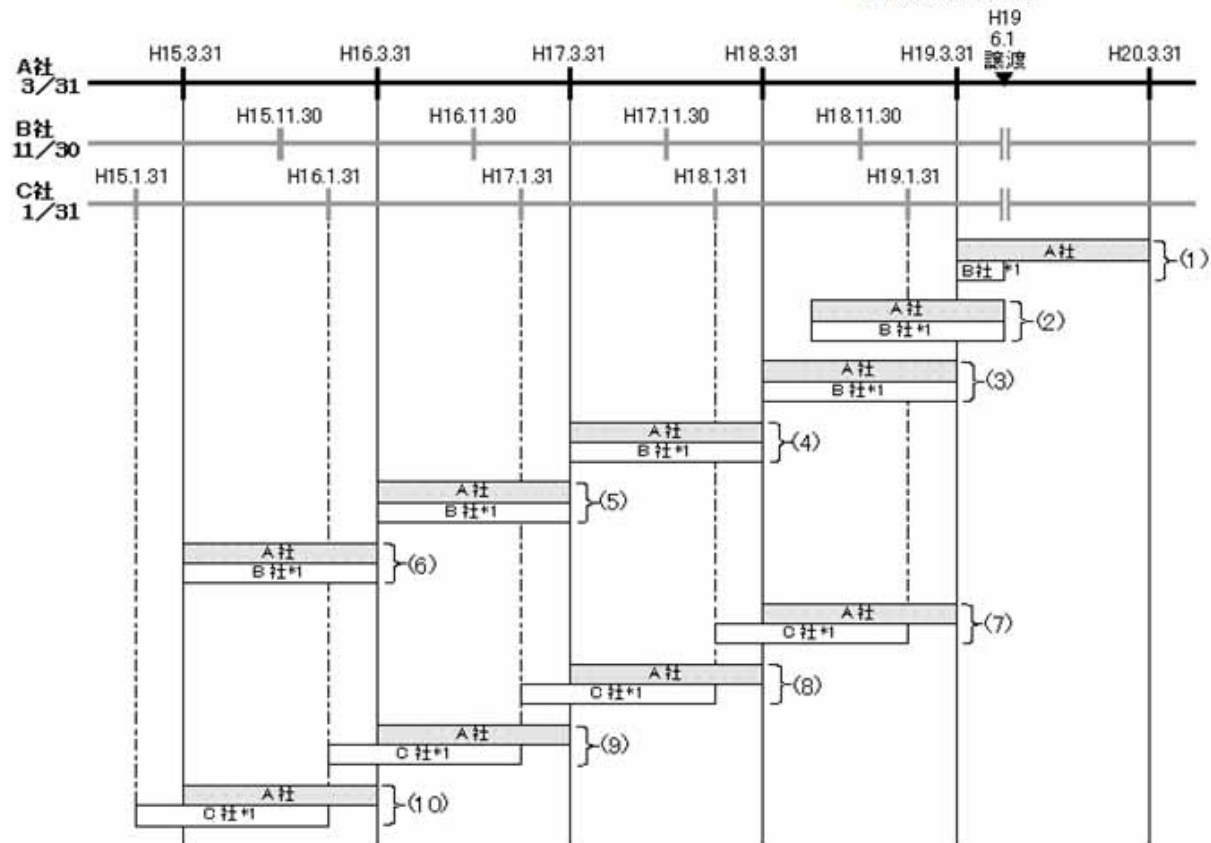 H19
6.1
譲渡
H15.3.31 H16.3.31 H17.3.31 H18.3.31 H19.3.31 H20.3.31
A社
3/31
H15.11.30 H16.11.30 H17.11.30 H18.11.30
B社
11/30
H15.1.31 H16.1.31 H17.1.31 H18.1.31 H19.1.31
C社
1/31
A社
B社*1
(1)
A社
B社*1
(2)
A社
B社*1
(3)
A社
B社*1
(4)
A社
B社*1
(5)
A社
B社*1
(6)
A社
C社*1
(7)
A社
C社*1
(8)
A社
C社*1
(9)
A社
C社*1
(10)